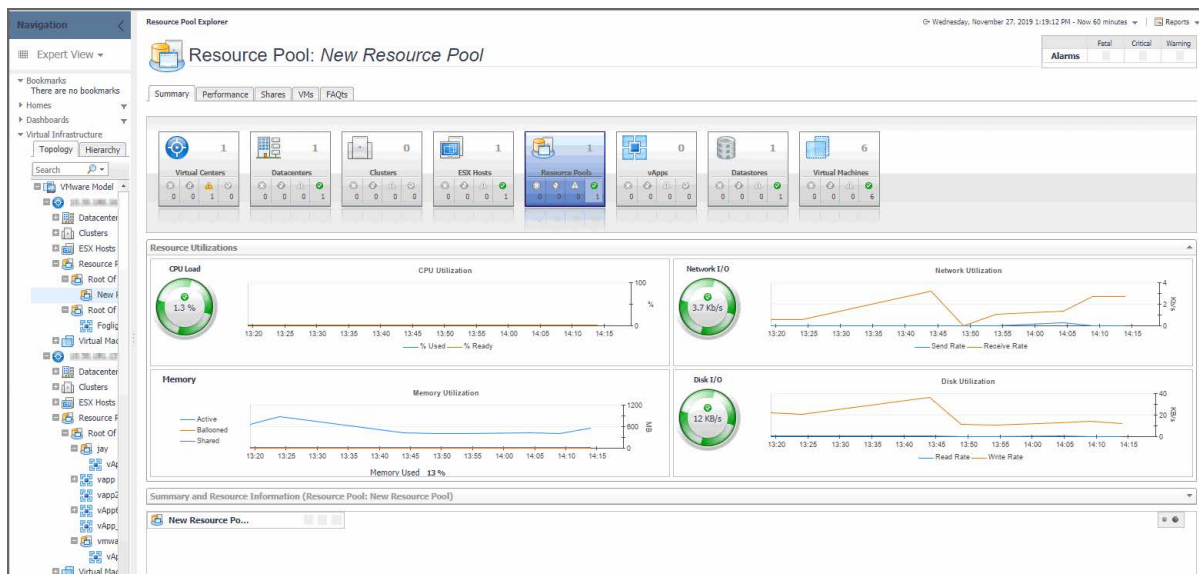 Navigation
Expert View
Bookmarks
There are no bookmarks
Homes
Dashboards
Virtual Infrastructure
Topology Hierarchy
Search
VMware Model
Datacenter
Clusters
ESX Hosts
Resource P
Root Of
New R
Root Of
Foglig
Virtual Mac
Datacenter
Clusters
ESX Hosts
Resource P
Root Of
jay
vAp
vapp
vapp2
vApp6
vApp_
vmwa
vAp
Virtual Mac
Resource Pool Explorer
Wednesday, November 27, 2019 1:19:12 PM - Now 60 minutes
Reports
Resource Pool: New Resource Pool
Fatal Critical Warning
Alarms
Summary Performance Shares VMs FAQts
1 1 0 1 1 0 1 6
Virtual Centers Datacenters Clusters ESX Hosts Resource Pools vApps Datastores Virtual Machines
0 0 1 0 0 0 0 1 0 0 0 0 0 0 0 1 0 0 0 1 0 0 0 0 0 0 0 1 0 0 0 6
Resource Utilizations
CPU Load
1.3 %
CPU Utilization
100
%
0
13:20 13:25 13:30 13:35 13:40 13:45 13:50 13:55 14:00 14:05 14:10 14:15
% Used % Ready
Network I/O
3.7 Kb/s
Network Utilization
4
2
0
Kb/s
13:20 13:25 13:30 13:35 13:40 13:45 13:50 13:55 14:00 14:05 14:10 14:15
Send Rate Receive Rate
Memory
Memory Utilization
Active
Ballooned
Shared
1200
600
0
MB
13:20 13:25 13:30 13:35 13:40 13:45 13:50 13:55 14:00 14:05 14:10 14:15
Memory Used 13 %
Disk I/O
12 KB/s
Disk Utilization
40
20
0
KB/s
13:20 13:25 13:30 13:35 13:40 13:45 13:50 13:55 14:00 14:05 14:10 14:15
Read Rate Write Rate
Summary and Resource Information (Resource Pool: New Resource Pool)
New Resource Po...